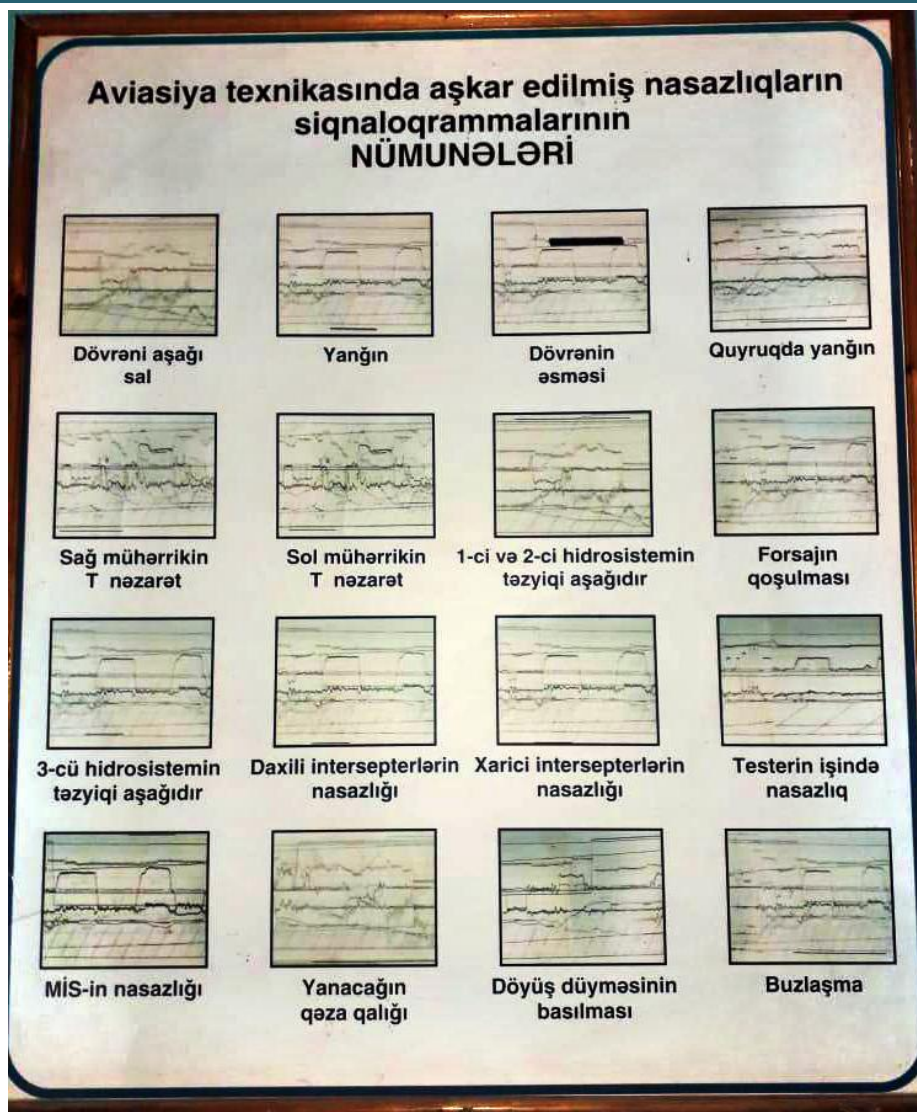 Aviasiya texnikasında aşkar edilmiş nasazlıqların
siqnaloqrammalarının
NÜMUNƏLƏRİ
Dövrəni aşağı
sal
Yanğın
Dövrənin
əsməsi
Quyruqda yanğın
Sağ mühərrikin
T nəzarət
Sol mühərrikin
T nəzarət
1-ci və 2-ci hidrosistemin
təzyiqi aşağıdır
Forsajın
qoşulması
3-cü hidrosistemin
təzyiqi aşağıdır
Daxili intersepterlərin
nasazlığı
Xarici intersepterlərin
nasazlığı
Testerin işində
nasazlıq
MİS-in nasazlığı
Yanacağın
qəza qalığı
Döyüş düyməsinin
basılması
Buzlaşma